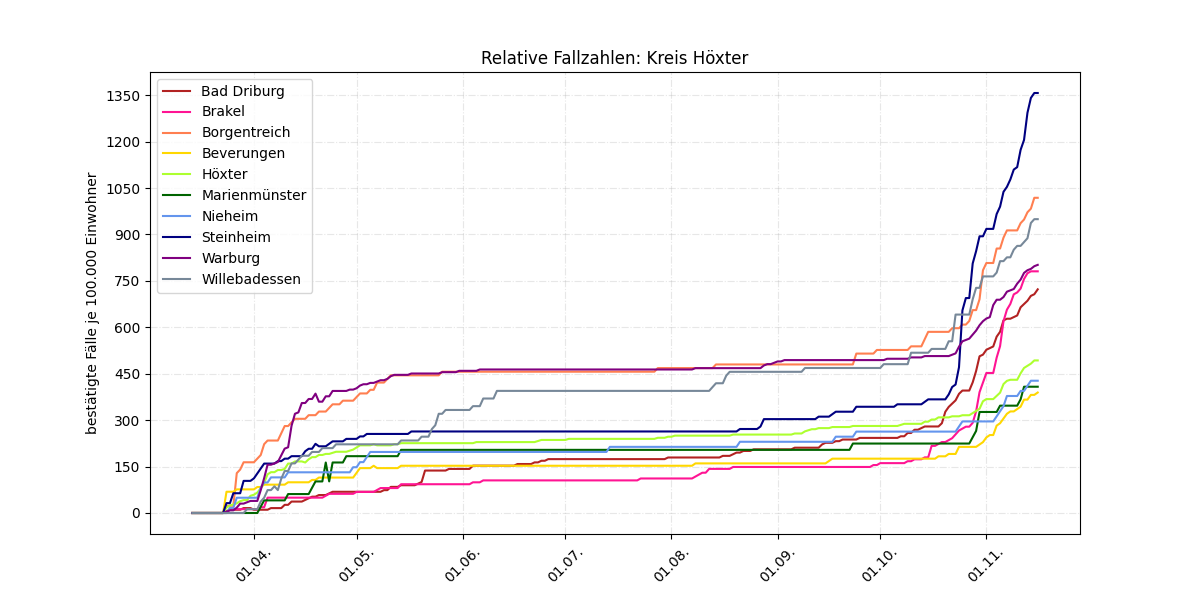 Relative Fallzahlen: Kreis Höxter
bestätigte Fälle je 100.000 Einwohner
1350
1200
1050
900
750
600
450
300
150
0
Bad Driburg
Brakel
Borgentreich
Beverungen
Höxter
Marienmünster
Nieheim
Steinheim
Warburg
Willebadessen
01.04.
01.05.
01.06.
01.07.
01.08.
01.09.
01.10.
01.11.